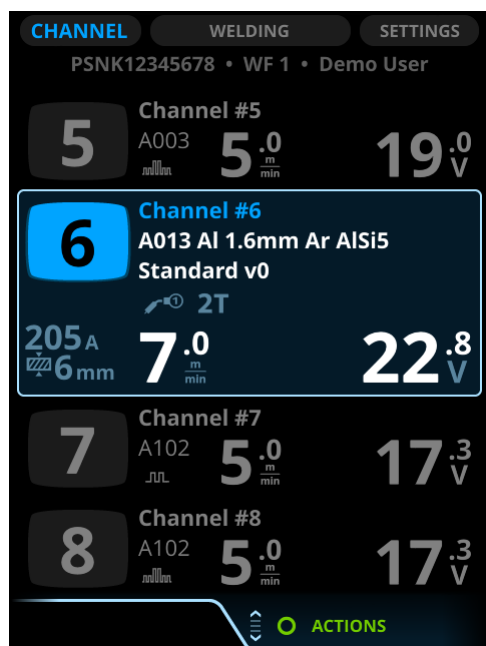 CHANNEL WELDING SETTINGS
PSNK12345678 • WF 1 • Demo User
5 Channel #5
A003 5.0 m/min 19.0 V
6 Channel #6
A013 Al 1.6mm Ar AlSi5
Standard v0
1 2T
205 A 7.0 m/min 22.8 V
6 mm
7 Channel #7
A102 5.0 m/min 17.3 V
8 Channel #8
A102 5.0 m/min 17.3 V
ACTIONS